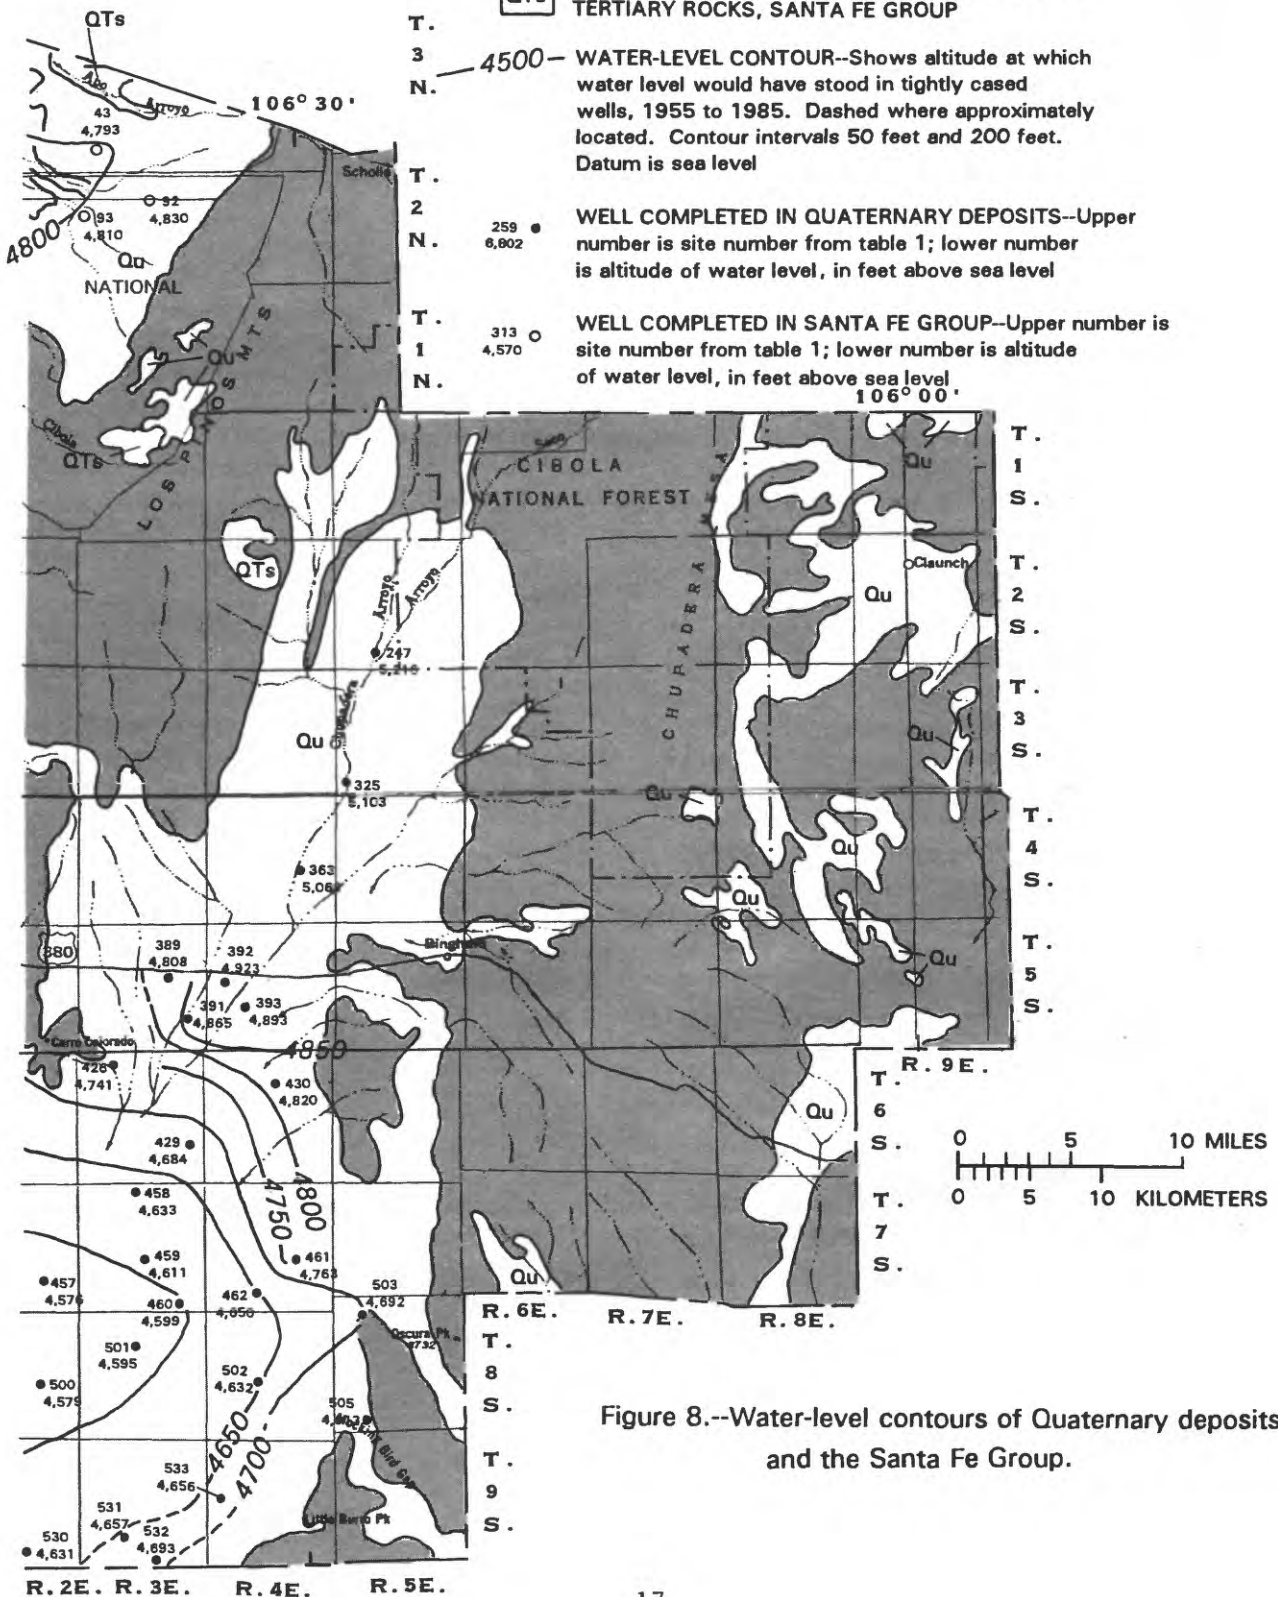 TERTIARY ROCKS, SANTA FE GROUP
QTs
T.
3
N.
4500
WATER-LEVEL CONTOUR--Shows altitude at which
water level would have stood in tightly cased
wells, 1955 to 1985. Dashed where approximately
located. Contour intervals 50 feet and 200 feet.
Datum is sea level
Arroyo
106° 30'
43
4,793
Scholle
T.
2
N.
92
4,830
93
4,810
4800
Qu
NATIONAL
259
6,802
WELL COMPLETED IN QUATERNARY DEPOSITS--Upper
number is site number from table 1; lower number
is altitude of water level, in feet above sea level
T.
1
N.
313
4,570
WELL COMPLETED IN SANTA FE GROUP--Upper number is
site number from table 1; lower number is altitude
of water level, in feet above sea level
106° 00'
Qu
LOS PINOS MTS
Cibola
QTs
CIBOLA
NATIONAL FOREST
MESA
Qu
T.
1
S.
QTs
Arroyo
Arroyo
CHUPADERA
Qu
Claunch
T.
2
S.
247
5,216
Qu
Qu
T.
3
S.
325
5,103
Qu
363
Qu
T.
4
S.
Qu
380
389
4,808
392
4,923
Bingham
Qu
T.
5
S.
391
4,865
393
4,893
4850
Cerro Colorado
426
4,741
430
4,820
R. 9E.
T.
6
S.
Qu
429
4,684
0 5 10 MILES
0 5 10 KILOMETERS
458
4,633
4750
4800
T.
7
S.
459
4,611
461
4,763
457
4,576
460
4,599
462
4,656
503
4,692
Qu
R. 6E. R. 7E. R. 8E.
501
4,595
Oscura Pk
8732
T.
8
S.
500
4,579
502
4,632
505
Bird Gap
4650
4700
Figure 8.--Water-level contours of Quaternary deposits
and the Santa Fe Group.
533
4,656
T.
9
S.
531
4,657
532
4,693
Little Burro Pk
530
4,631
R. 2E. R. 3E. R. 4E. R. 5E.
17